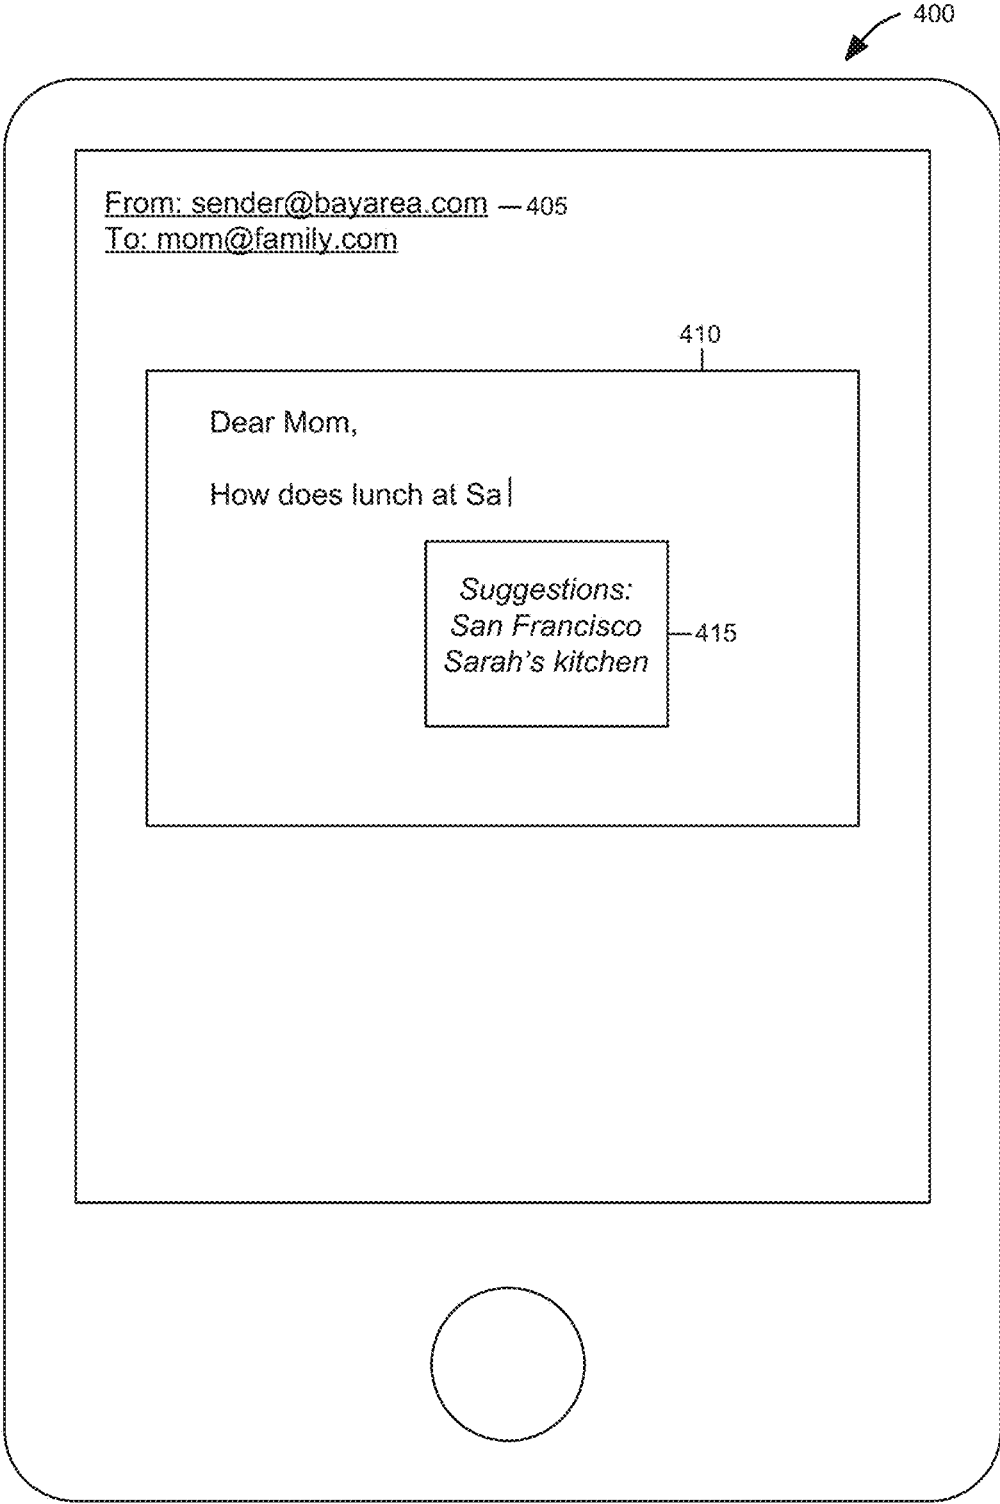 400
From: sender@bayarea.com — 405
To: mom@family.com
410
Dear Mom,
How does lunch at Sa
Suggestions:
San Francisco
415
Sarah's kitchen